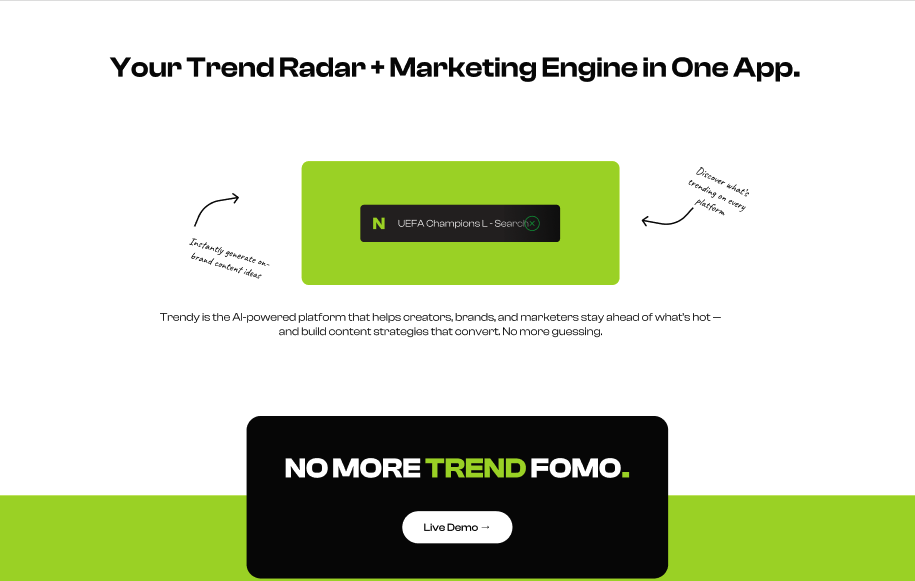 Your Trend Radar + Marketing Engine in One App.
Discover what's
trending on every
platform
N UEFA Champions L - Search
Instantly generate on-
brand content ideas
Trendy is the AI-powered platform that helps creators, brands, and marketers stay ahead of what's hot —
and build content strategies that convert. No more guessing.
NO MORE TREND FOMO.
Live Demo →